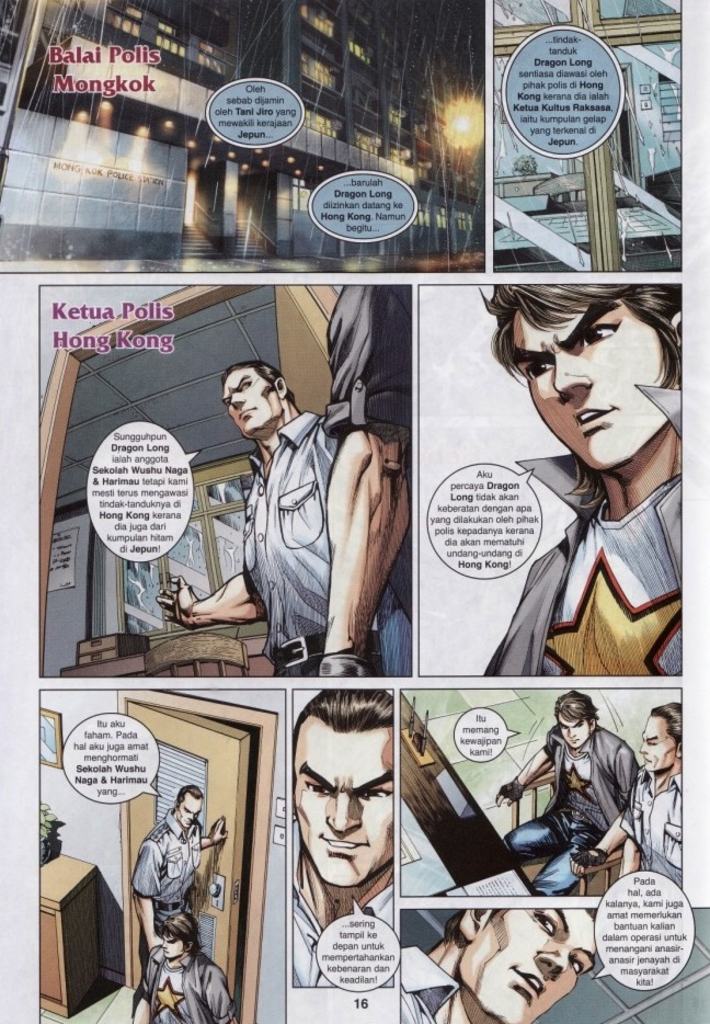 Balai Polis
Mongkok
Oleh
sebab dijamin
oleh Tani Jiro yang
mewakili kerajaan
Jepun...
HONG KOK POLICE STATION
...barulah
Dragon Long
diizinkan datang ke
Hong Kong. Namun
begitu...
...tindak-
tanduk
Dragon Long
sentiasa diawasi oleh
pihak polis di Hong
Kong kerana dia ialah
Ketua Kultus Raksasa,
iaitu kumpulan gelap
yang terkenal di
Jepun.
Ketua Polis
Hong Kong
Sungguhpun
Dragon Long
ialah anggota
Sekolah Wushu Naga
& Harimau tetapi kami
mesti terus mengawasi
tindak-tanduknya di
Hong Kong kerana
dia juga dari
kumpulan hitam
di Jepun!
Aku
percaya Dragon
Long tidak akan
keberatan dengan apa
yang dilakukan oleh pihak
polis kepadanya kerana
dia akan mematuhi
undang-undang di
Hong Kong!
Itu aku
faham. Pada
hal aku juga amat
menghormati
Sekolah Wushu
Naga & Harimau
yang...
...sering
tampil ke
depan untuk
mempertahankan
kebenaran dan
keadilan!
Itu
memang
kewajipan
kami!
Pada
hal, ada
kalanya, kami juga
amat memerlukan
bantuan kalian
dalam operasi untuk
menangani anasir-
anasir jenayah di
masyarakat
kita!
16